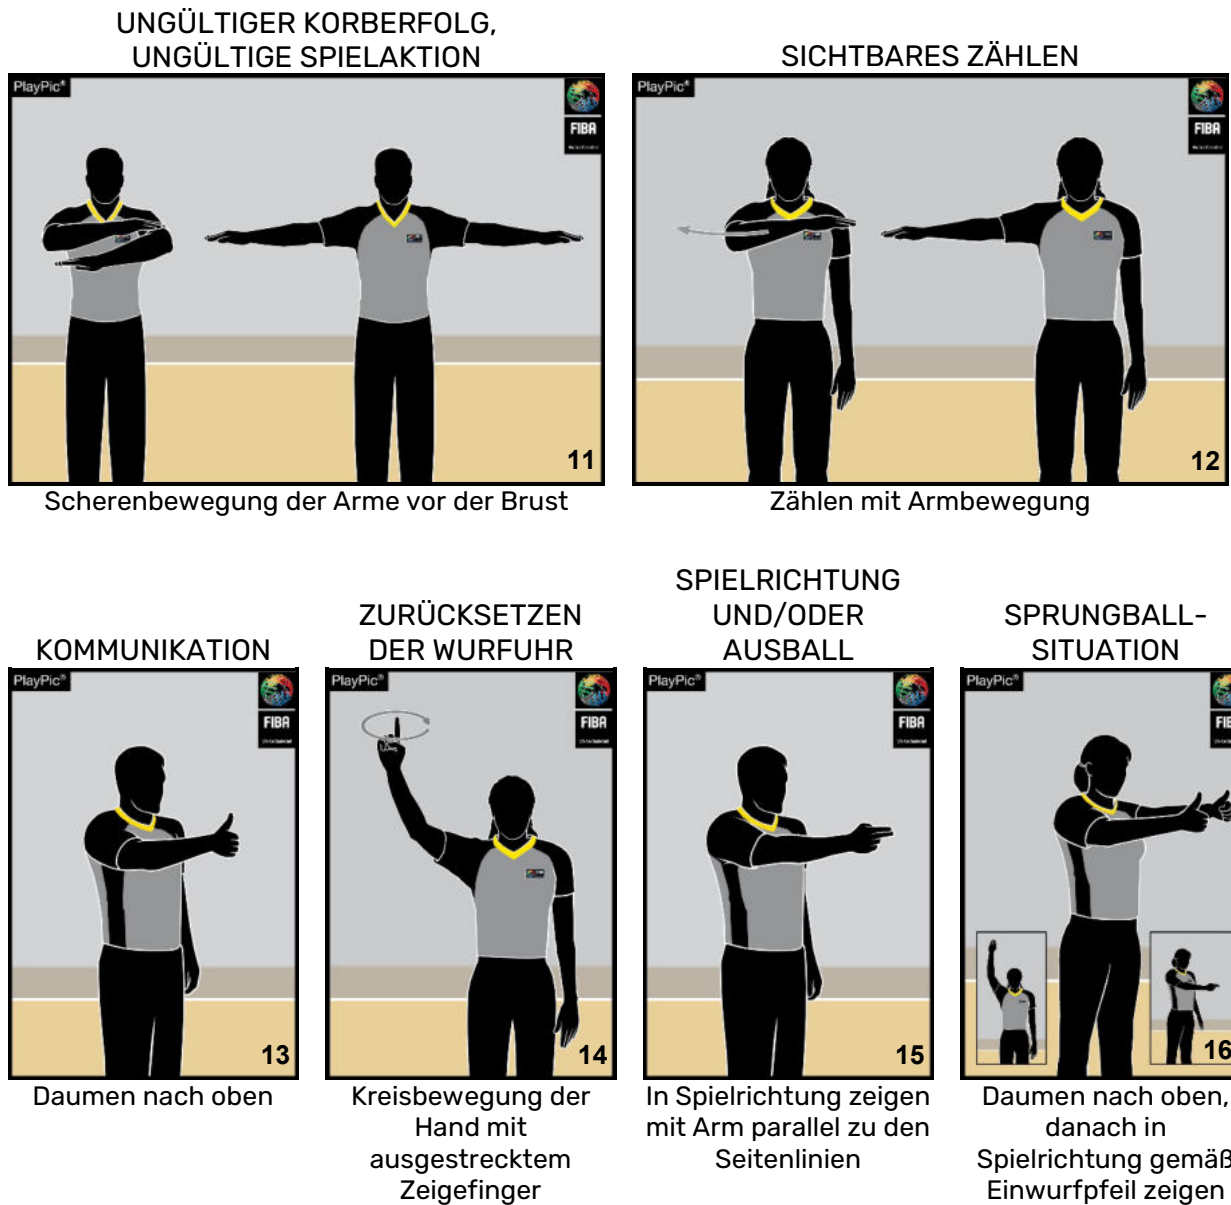 UNGÜLTIGER KORBERFOLG,
UNGÜLTIGE SPIELAKTION
SICHTBARES ZÄHLEN
PlayPic®
FIBA
11
PlayPic®
FIBA
12
Scherenbewegung der Arme vor der Brust
Zählen mit Armbewegung
KOMMUNIKATION
ZURÜCKSETZEN
DER WURFUHR
SPIELRICHTUNG
UND/ODER
AUSBALL
SPRUNGBALL-
SITUATION
PlayPic®
FIBA
13
PlayPic®
FIBA
14
PlayPic®
FIBA
15
PlayPic®
16
Daumen nach oben
Kreisbewegung der
Hand mit
ausgestrecktem
Zeigefinger
In Spielrichtung zeigen
mit Arm parallel zu den
Seitenlinien
Daumen nach oben,
danach in
Spielrichtung gemäß
Einwurfpfeil zeigen